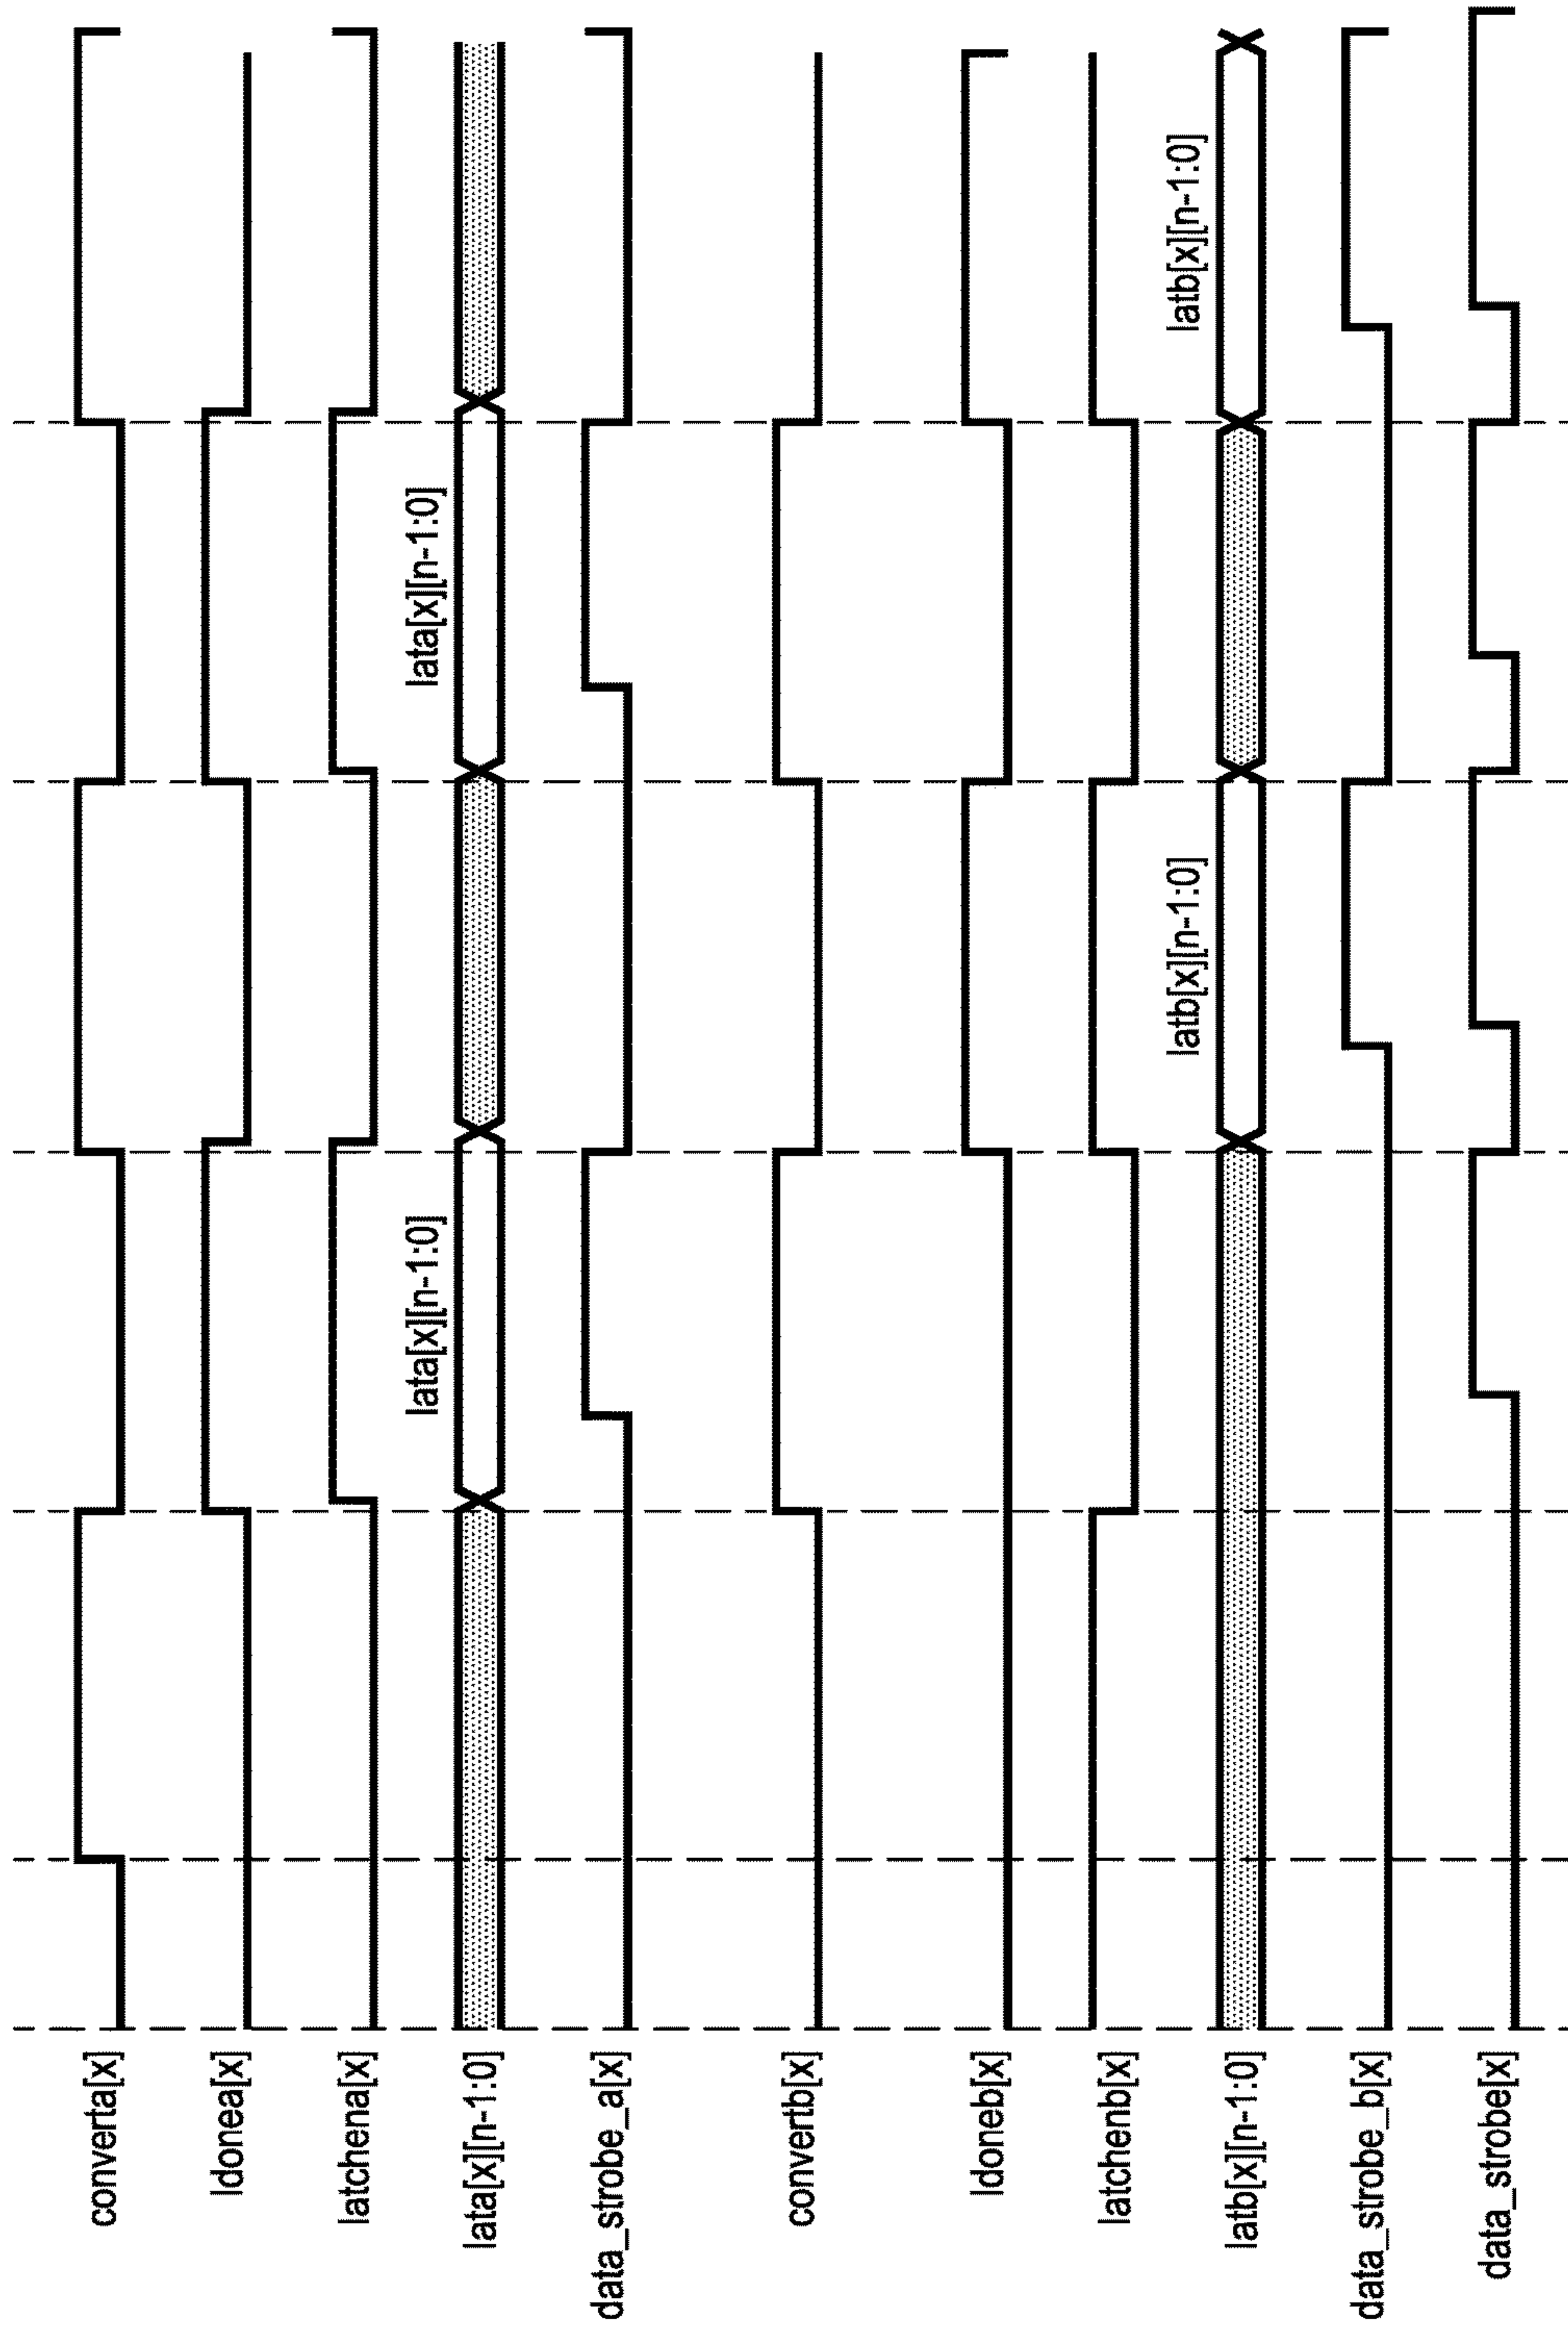 converta[x]
ldonea[x]
latchena[x]
lata[x][n-1:0]
lata[x][n-1:0]
lata[x][n-1:0]
data_strobe_a[x]
convertb[x]
ldoneb[x]
latchenb[x]
latb[x][n-1:0]
latb[x][n-1:0]
latb[x][n-1:0]
data_strobe_b[x]
data_strobe[x]